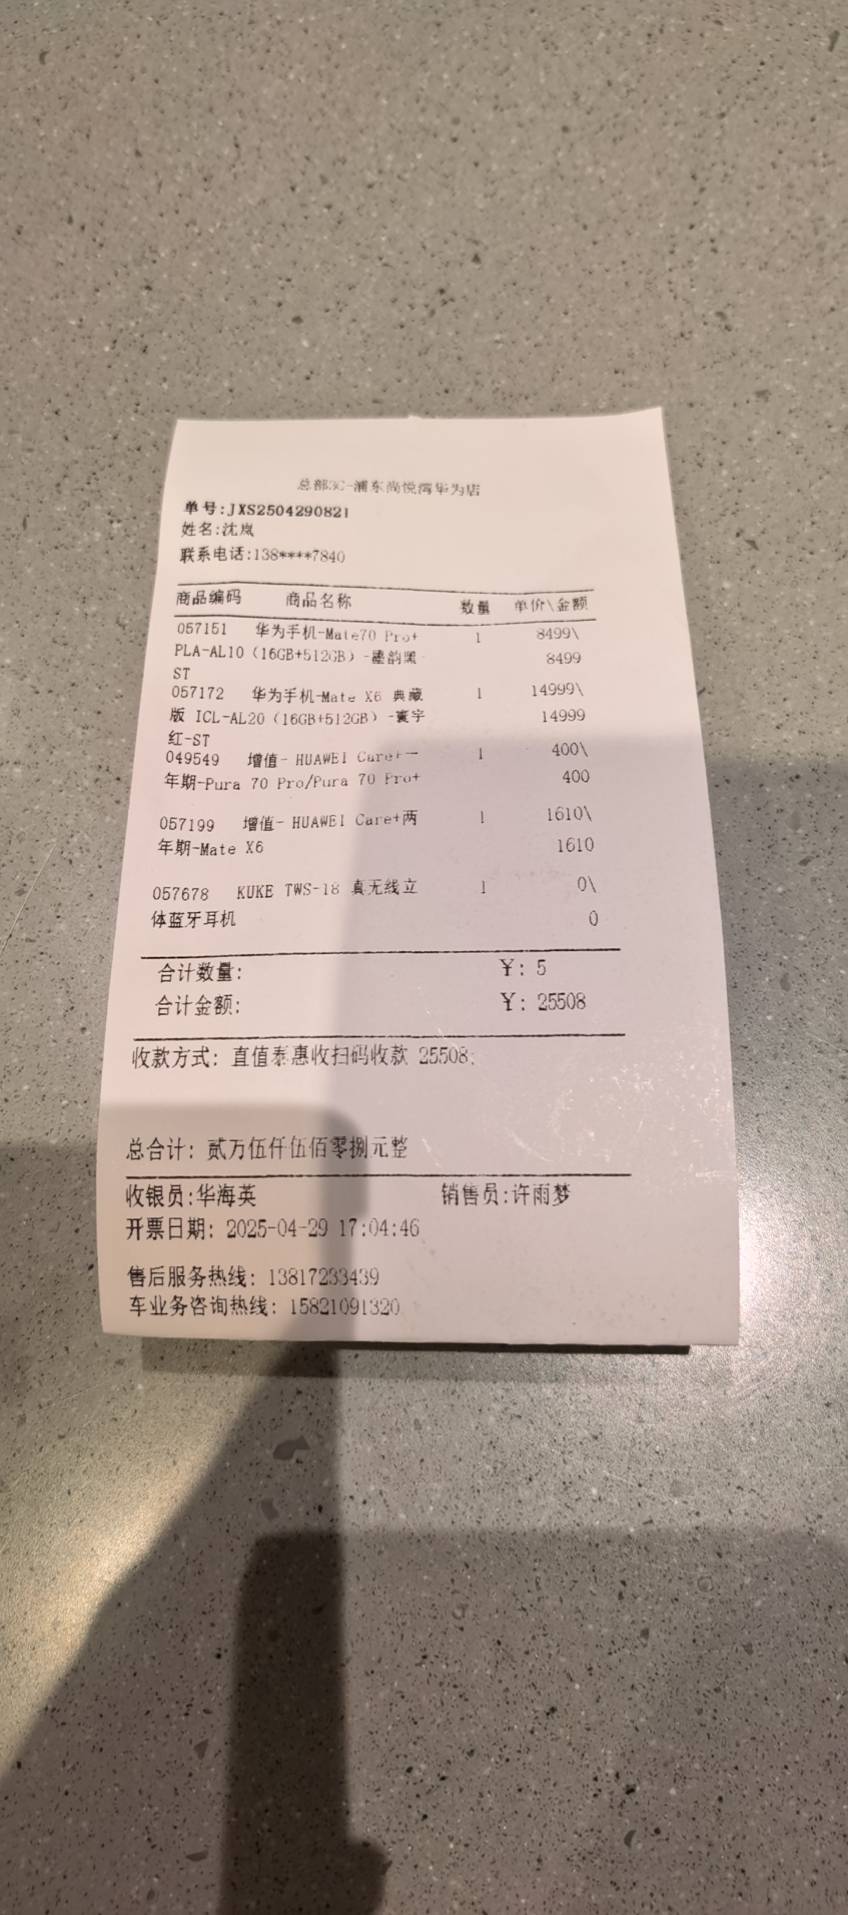 总部3C-浦东尚悦湾华为店
单号:JXS2504290821
姓名:沈岚
联系电话:138****7840
商品编码 商品名称 数量 单价\金额
057151 华为手机-Mate70 Pro+ 1 8499\
PLA-AL10（16GB+512GB）-墨韵黑- 8499
ST
057172 华为手机-Mate X6 典藏 1 14999\
版 ICL-AL20（16GB+512GB）-寰宇 14999
红-ST
049549 增值- HUAWEI Care+一 1 400\
年期-Pura 70 Pro/Pura 70 Pro+ 400
057199 增值- HUAWEI Care+两 1 1610\
年期-Mate X6 1610
057678 KUKE TWS-18 真无线立 1 0\
体蓝牙耳机 0
合计数量: ¥: 5
合计金额: ¥: 25508
收款方式: 直值泰惠收扫码收款 25508;
总合计: 贰万伍仟伍佰零捌元整
收银员:华海英 销售员:许雨梦
开票日期: 2025-04-29 17:04:46
售后服务热线: 13817233439
车业务咨询热线: 15821091320